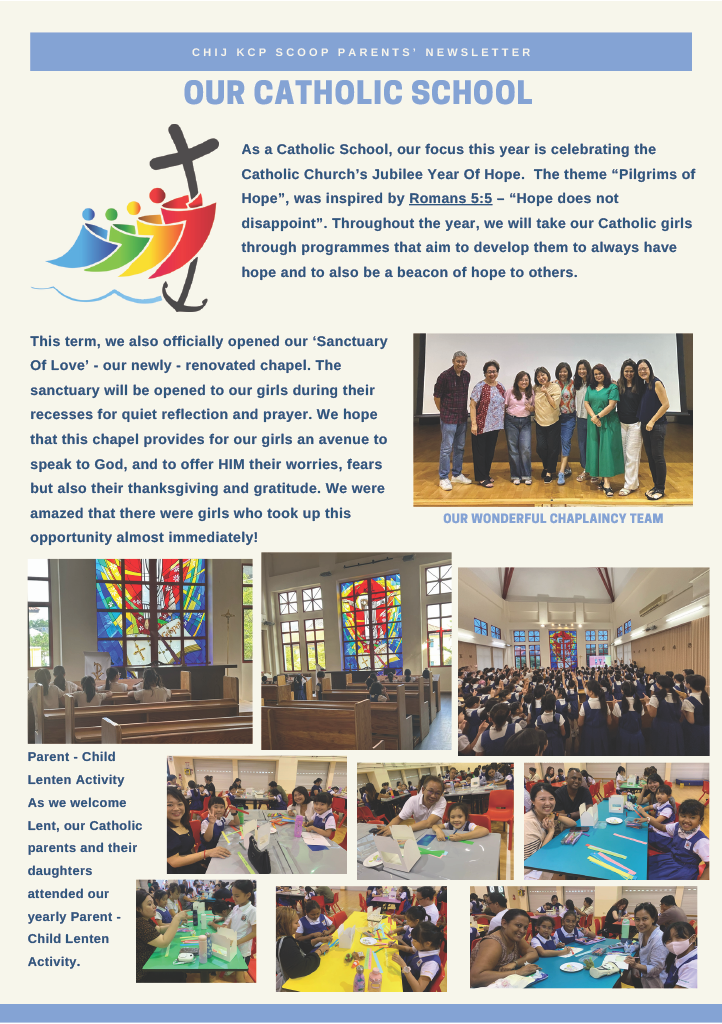 CHIJ KCP SCOOP PARENTS' NEWSLETTER
OUR CATHOLIC SCHOOL
As a Catholic School, our focus this year is celebrating the
Catholic Church's Jubilee Year Of Hope. The theme “Pilgrims of
Hope”, was inspired by Romans 5:5 – “Hope does not
disappoint”. Throughout the year, we will take our Catholic girls
through programmes that aim to develop them to always have
hope and to also be a beacon of hope to others.
This term, we also officially opened our ‘Sanctuary
Of Love’ - our newly - renovated chapel. The
sanctuary will be opened to our girls during their
recesses for quiet reflection and prayer. We hope
that this chapel provides for our girls an avenue to
speak to God, and to offer HIM their worries, fears
but also their thanksgiving and gratitude. We were
amazed that there were girls who took up this
opportunity almost immediately!
OUR WONDERFUL CHAPLAINCY TEAM
Parent - Child
Lenten Activity
As we welcome
Lent, our Catholic
parents and their
daughters
attended our
yearly Parent -
Child Lenten
Activity.